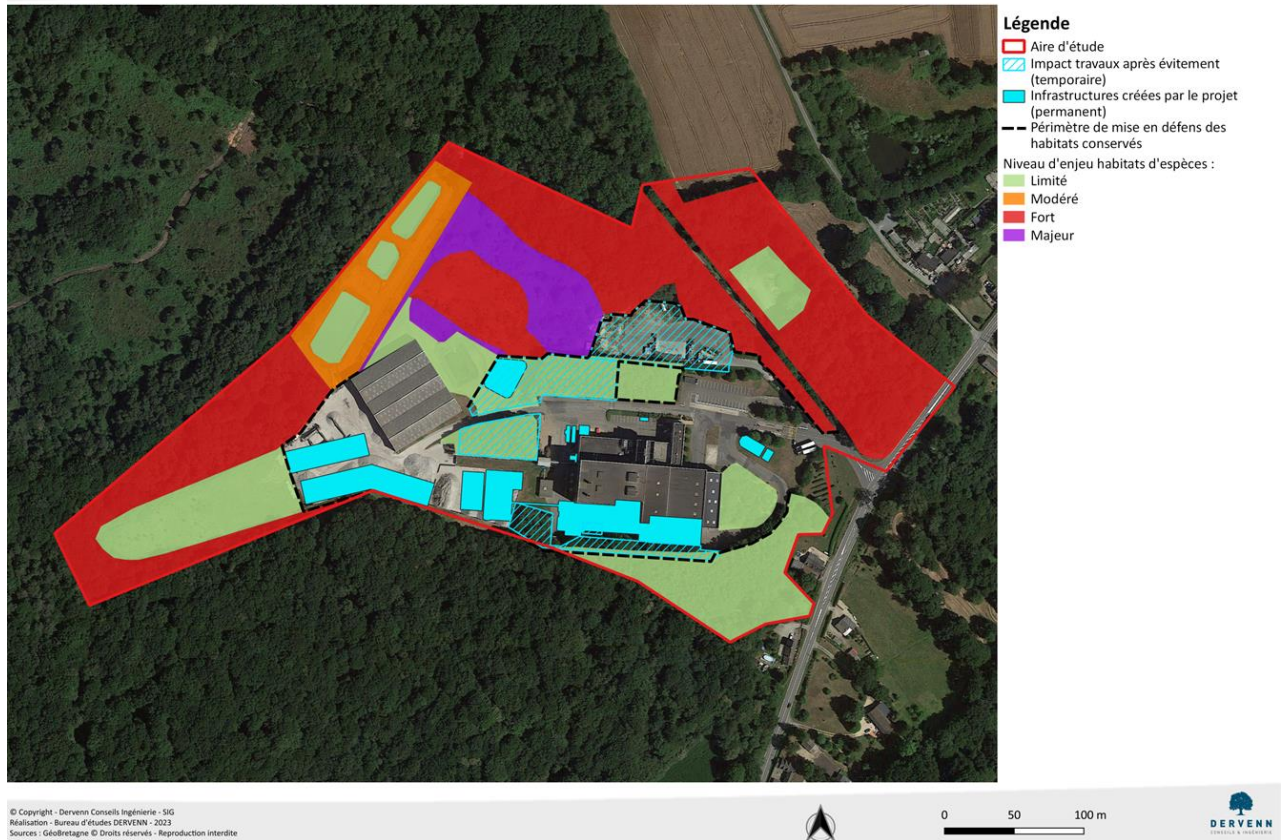 Légende
Aire d'étude
Impact travaux après évitement
(temporaire)
Infrastructures créées par le projet
(permanent)
Périmètre de mise en défens des
habitats conservés
Niveau d'enjeu habitats d'espèces :
Limité
Modéré
Fort
Majeur
© Copyright - Dervenn Conseils Ingénierie - SIG
Réalisation - Bureau d'études DERVENN - 2023
Sources : GéoBretagne © Droits réservés - Reproduction interdite
0 50 100 m
DERVENN
CONSEILS & INGÉNIERIE